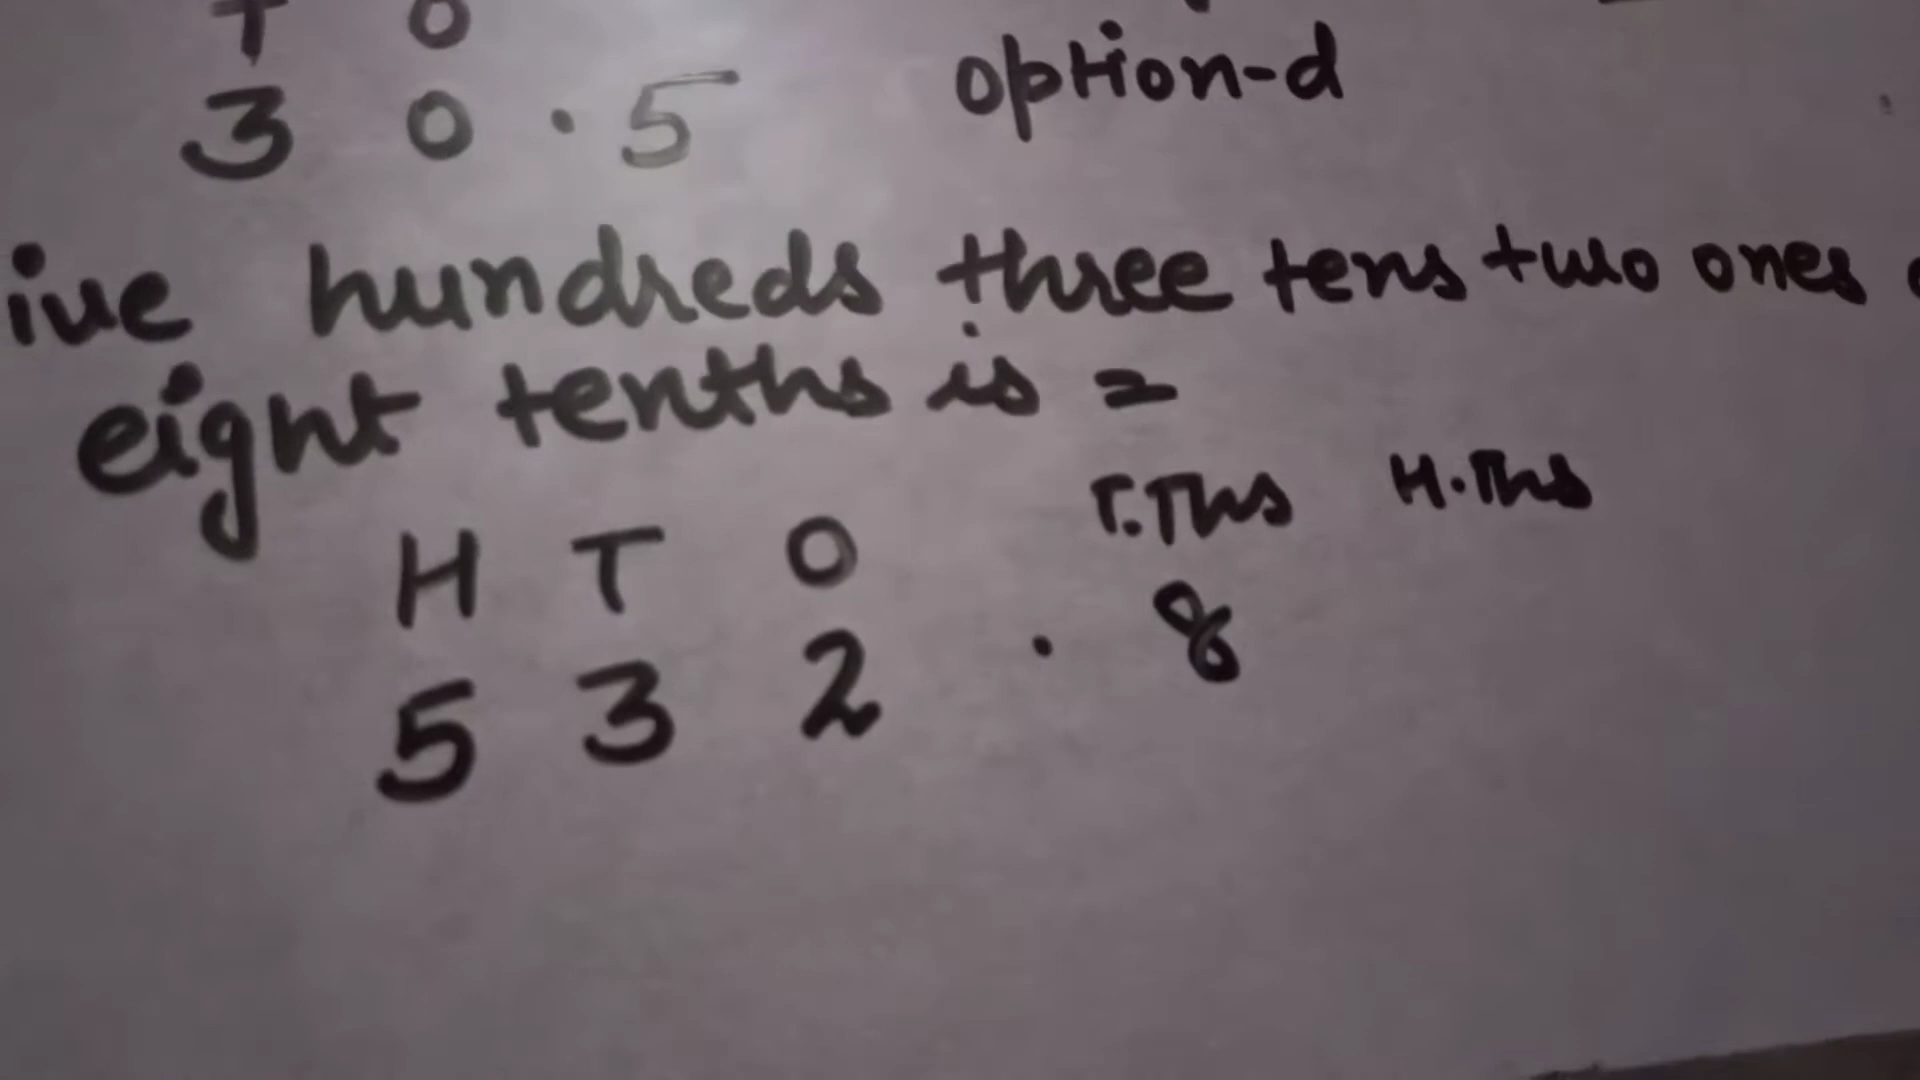 T O
3 0 . 5 option-d
ive hundreds three tens two ones
eight tenths is =
H T O T.Ths H.Ths
5 3 2 . 8